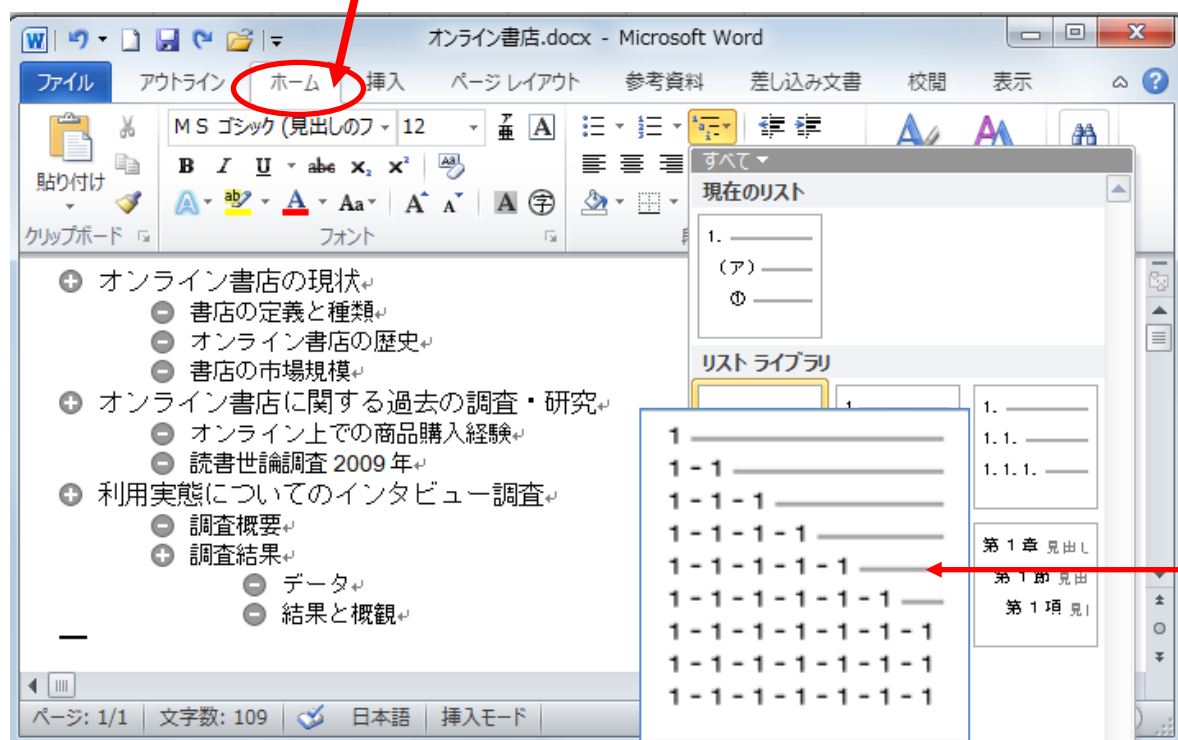 オンライン書店.docx - Microsoft Word
ファイル アウトライン ホーム 挿入 ページ レイアウト 参考資料 差し込み文書 校閲 表示
貼り付け
クリップボード
ＭＳ ゴシック (見出しのフ 12
B I U abc x₂ x²
Aa
フォント
すべて
現在のリスト
1.
(ア)
①
リスト ライブラリ
1.
1. 1.
1. 1. 1.
第 1 章 見出し
第 1 節 見出
第 1 項 見
1
1 - 1
1 - 1 - 1
1 - 1 - 1 - 1
1 - 1 - 1 - 1 - 1
1 - 1 - 1 - 1 - 1 - 1
1 - 1 - 1 - 1 - 1 - 1 - 1
1 - 1 - 1 - 1 - 1 - 1 - 1
1 - 1 - 1 - 1 - 1 - 1 - 1
オンライン書店の現状
書店の定義と種類
オンライン書店の歴史
書店の市場規模
オンライン書店に関する過去の調査・研究
オンライン上での商品購入経験
読書世論調査 2009 年
利用実態についてのインタビュー調査
調査概要
調査結果
データ
結果と概観
ページ: 1/1 文字数: 109 日本語 挿入モード